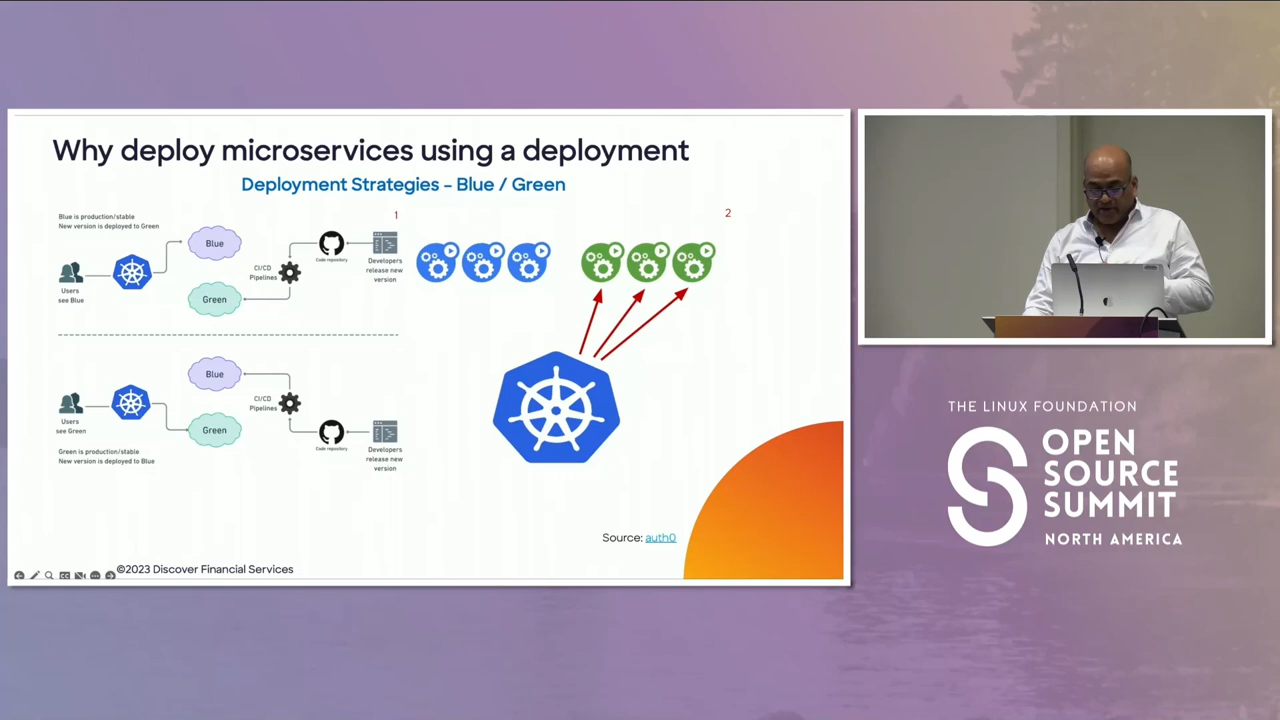 Why deploy microservices using a deployment
Deployment Strategies – Blue / Green
Blue is production/stable
New version is deployed to Green
1
2
Blue
Code repository
Developers
release new
version
CI/CD
Pipelines
Users
see Blue
Green
Blue
CI/CD
Pipelines
Users
see Green
Green
Code repository
Developers
release new
version
Green is production/stable
New version is deployed to Blue
Source: auth0
©2023 Discover Financial Services
THE LINUX FOUNDATION
OPEN
SOURCE
SUMMIT
NORTH AMERICA